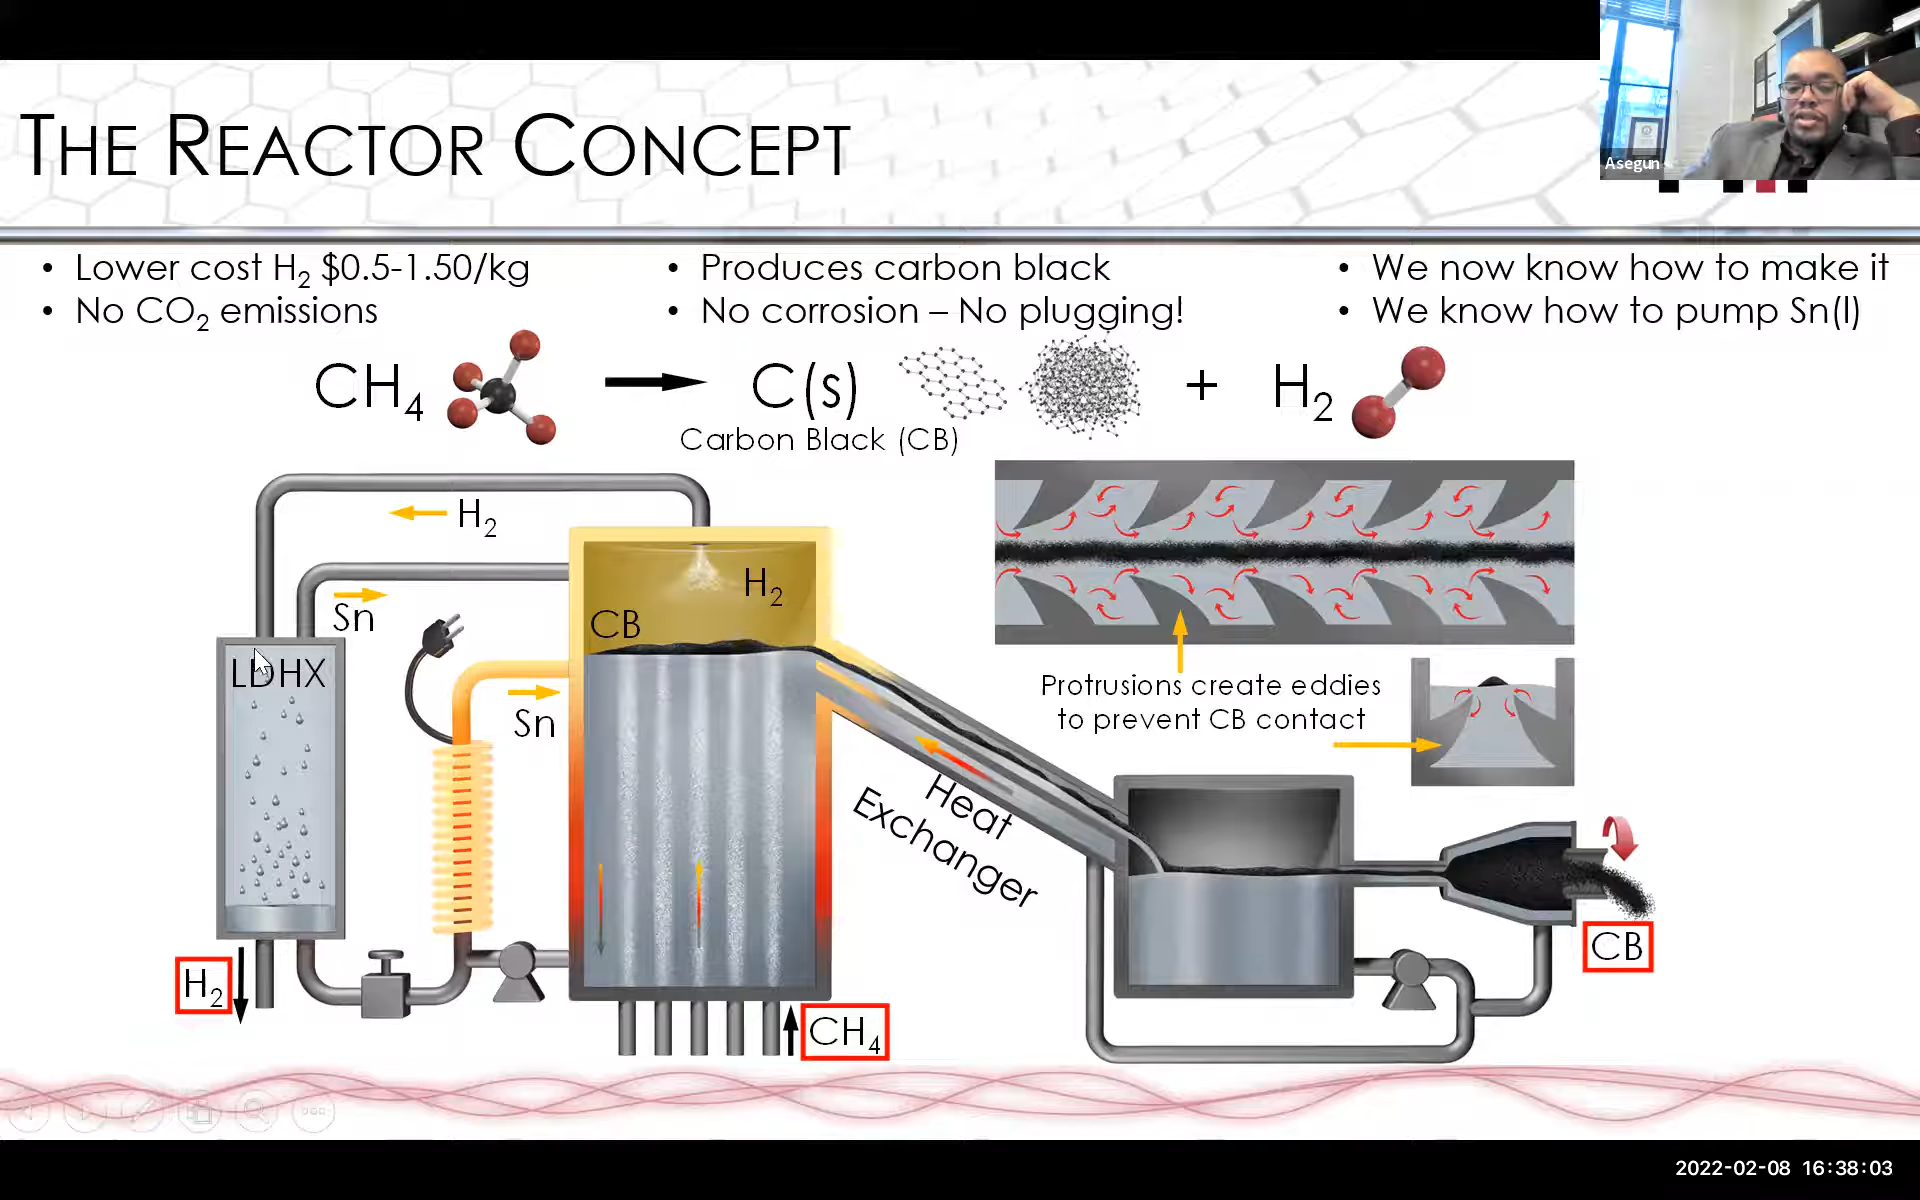 Asegun
THE REACTOR CONCEPT
• Lower cost H₂ $0.5-1.50/kg
• No CO₂ emissions
• Produces carbon black
• No corrosion – No plugging!
• We now know how to make it
• We know how to pump Sn(l)
CH₄
C(s)
+
H₂
Carbon Black (CB)
H₂
Sn
LDHX
Sn
CB
H₂
Heat
Exchanger
Protrusions create eddies
to prevent CB contact
H₂
CH₄
CB
2022-02-08 16:38:03